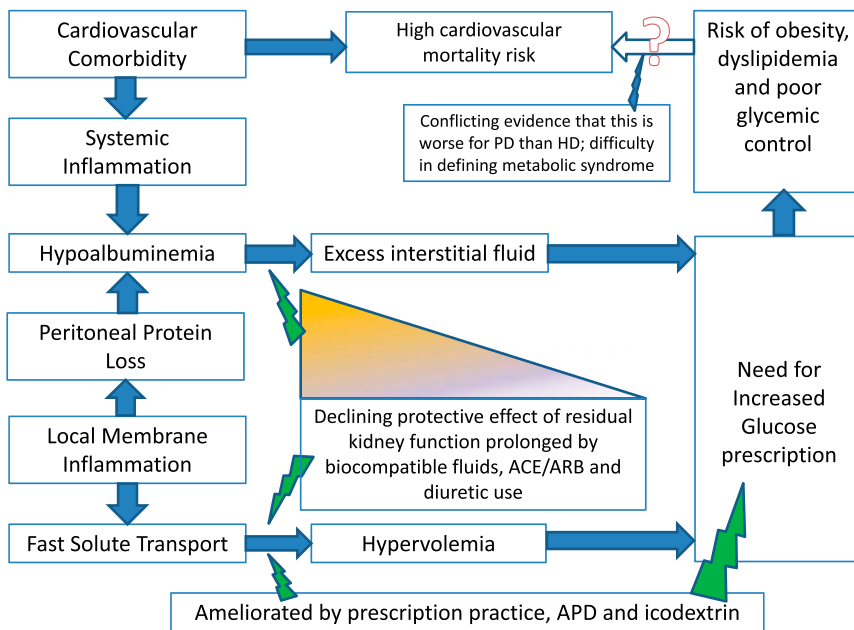 Cardiovascular
Comorbidity
High cardiovascular
mortality risk
?
Risk of obesity,
dyslipidemia
and poor
glycemic
control
Conflicting evidence that this is
worse for PD than HD; difficulty
in defining metabolic syndrome
Systemic
Inflammation
Hypoalbuminemia
Excess interstitial fluid
Peritoneal Protein
Loss
Need for
Increased
Glucose
prescription
Declining protective effect of residual
kidney function prolonged by
biocompatible fluids, ACE/ARB and
diuretic use
Local Membrane
Inflammation
Fast Solute Transport
Hypervolemia
Ameliorated by prescription practice, APD and icodextrin